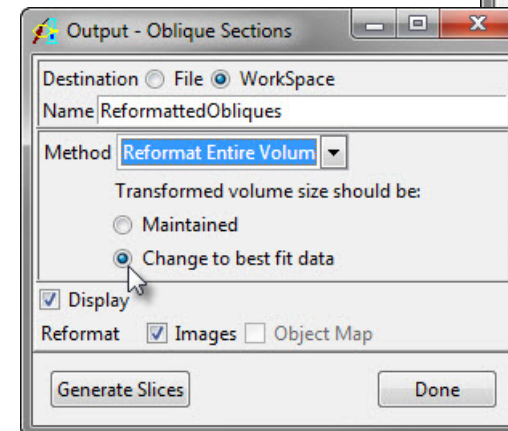 Output - Oblique Sections
Destination File WorkSpace
Name ReformattedObliques
Method Reformat Entire Volum
Transformed volume size should be:
Maintained
Change to best fit data
Display
Reformat Images Object Map
Generate Slices Done